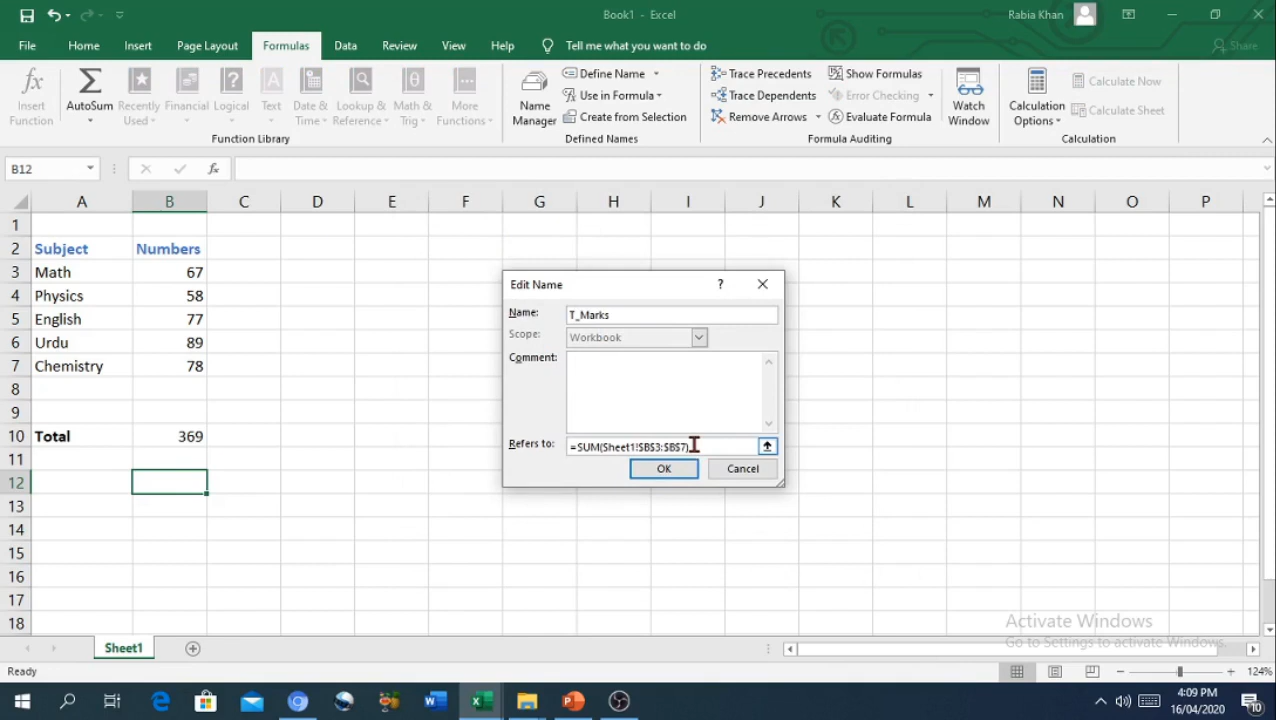 Book1 - Excel
Rabia Khan
File Home Insert Page Layout Formulas Data Review View Help Tell me what you want to do Share
Insert Function
AutoSum
Recently Used
Financial
Logical
Text
Date & Time
Lookup & Reference
Math & Trig
More Functions
Function Library
Name Manager
Define Name
Use in Formula
Create from Selection
Defined Names
Trace Precedents
Trace Dependents
Remove Arrows
Show Formulas
Error Checking
Evaluate Formula
Formula Auditing
Watch Window
Calculation Options
Calculate Now
Calculate Sheet
Calculation
B12 fx
A B C D E F G H I J K L M N O P
1
2 Subject Numbers
3 Math 67
4 Physics 58
5 English 77
6 Urdu 89
7 Chemistry 78
8
9
10 Total 369
11
12
13
14
15
16
17
18
Edit Name ?
Name: T_Marks
Scope: Workbook
Comment:
Refers to: =SUM(Sheet1!$B$3:$B$7)
OK Cancel
Activate Windows
Go to Settings to activate Windows.
Sheet1
Ready 124%
4:09 PM
16/04/2020
10